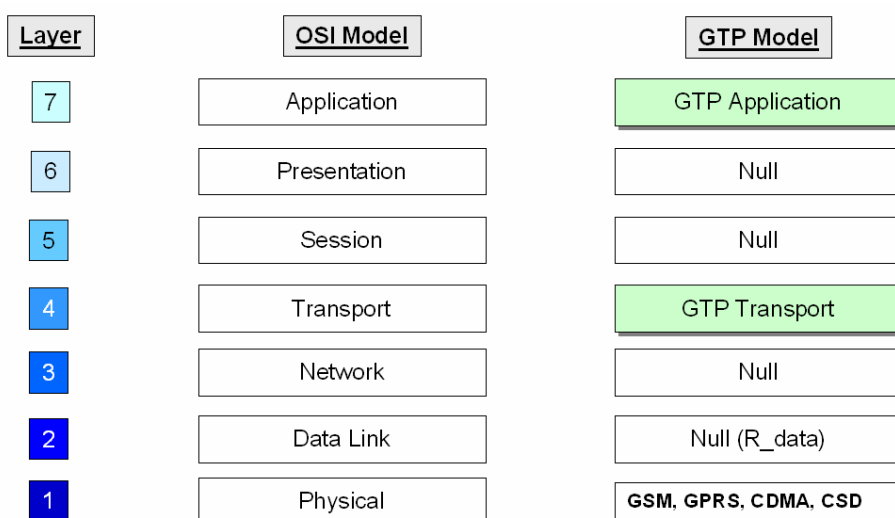 Layer OSI Model GTP Model
7 Application GTP Application
6 Presentation Null
5 Session Null
4 Transport GTP Transport
3 Network Null
2 Data Link Null (R_data)
1 Physical GSM, GPRS, CDMA, CSD